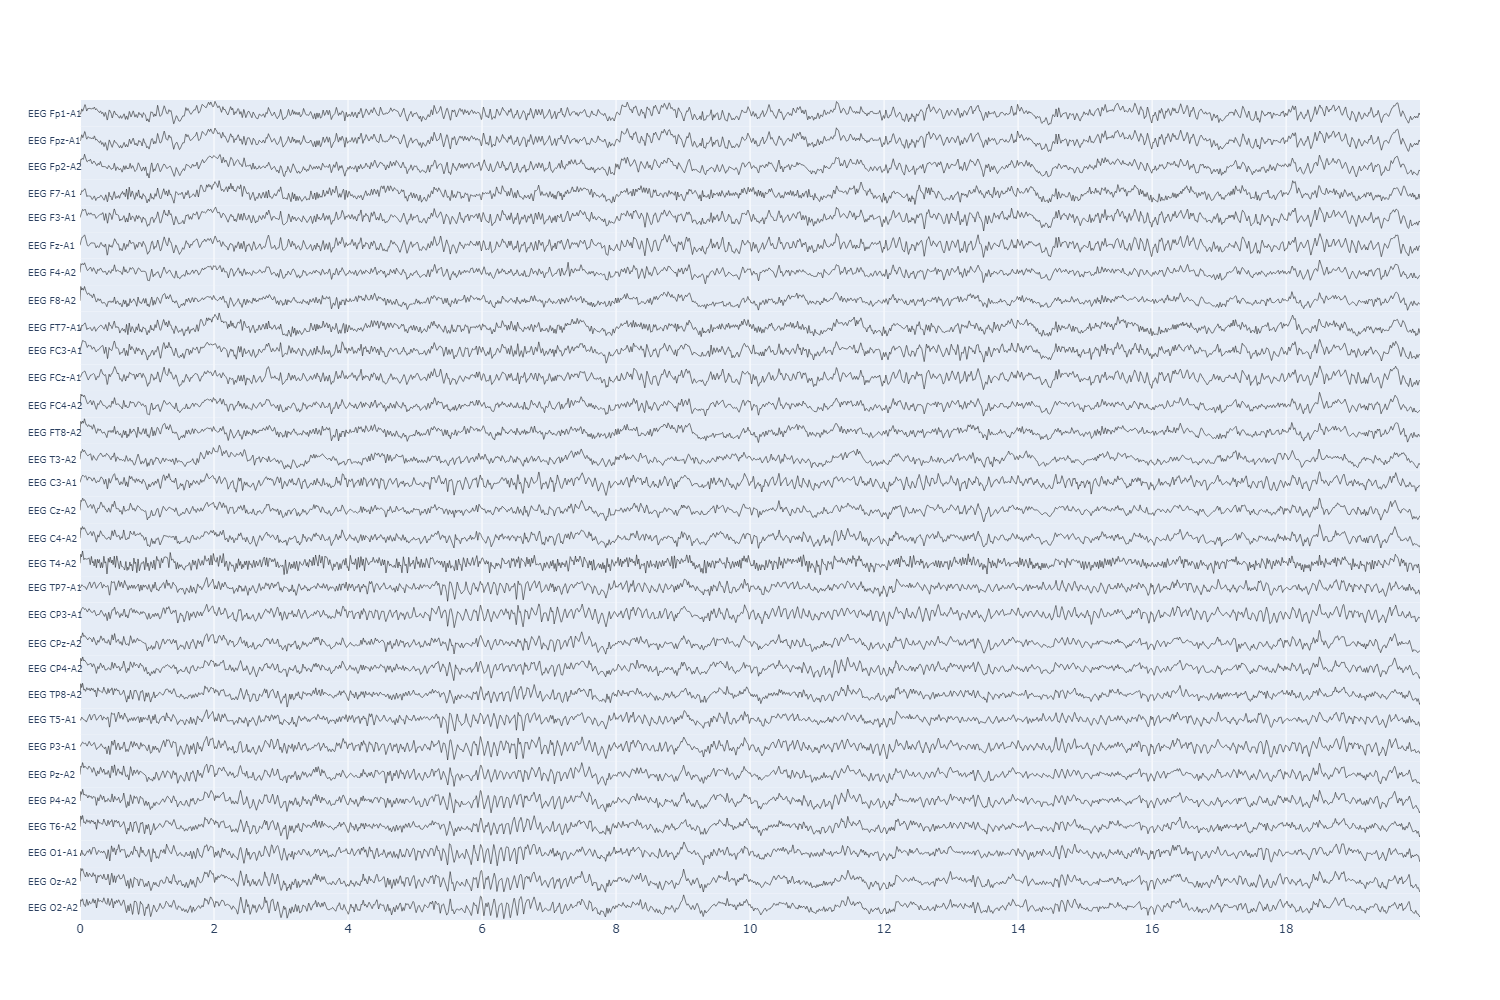 EEG Fp1-A1
EEG Fpz-A1
EEG Fp2-A2
EEG F7-A1
EEG F3-A1
EEG Fz-A1
EEG F4-A2
EEG F8-A2
EEG FT7-A1
EEG FC3-A1
EEG FCz-A1
EEG FC4-A2
EEG FT8-A2
EEG T3-A2
EEG C3-A1
EEG Cz-A2
EEG C4-A2
EEG T4-A2
EEG TP7-A1
EEG CP3-A1
EEG CPz-A2
EEG CP4-A2
EEG TP8-A2
EEG T5-A1
EEG P3-A1
EEG Pz-A2
EEG P4-A2
EEG T6-A2
EEG O1-A1
EEG Oz-A2
EEG O2-A2
0 2 4 6 8 10 12 14 16 18